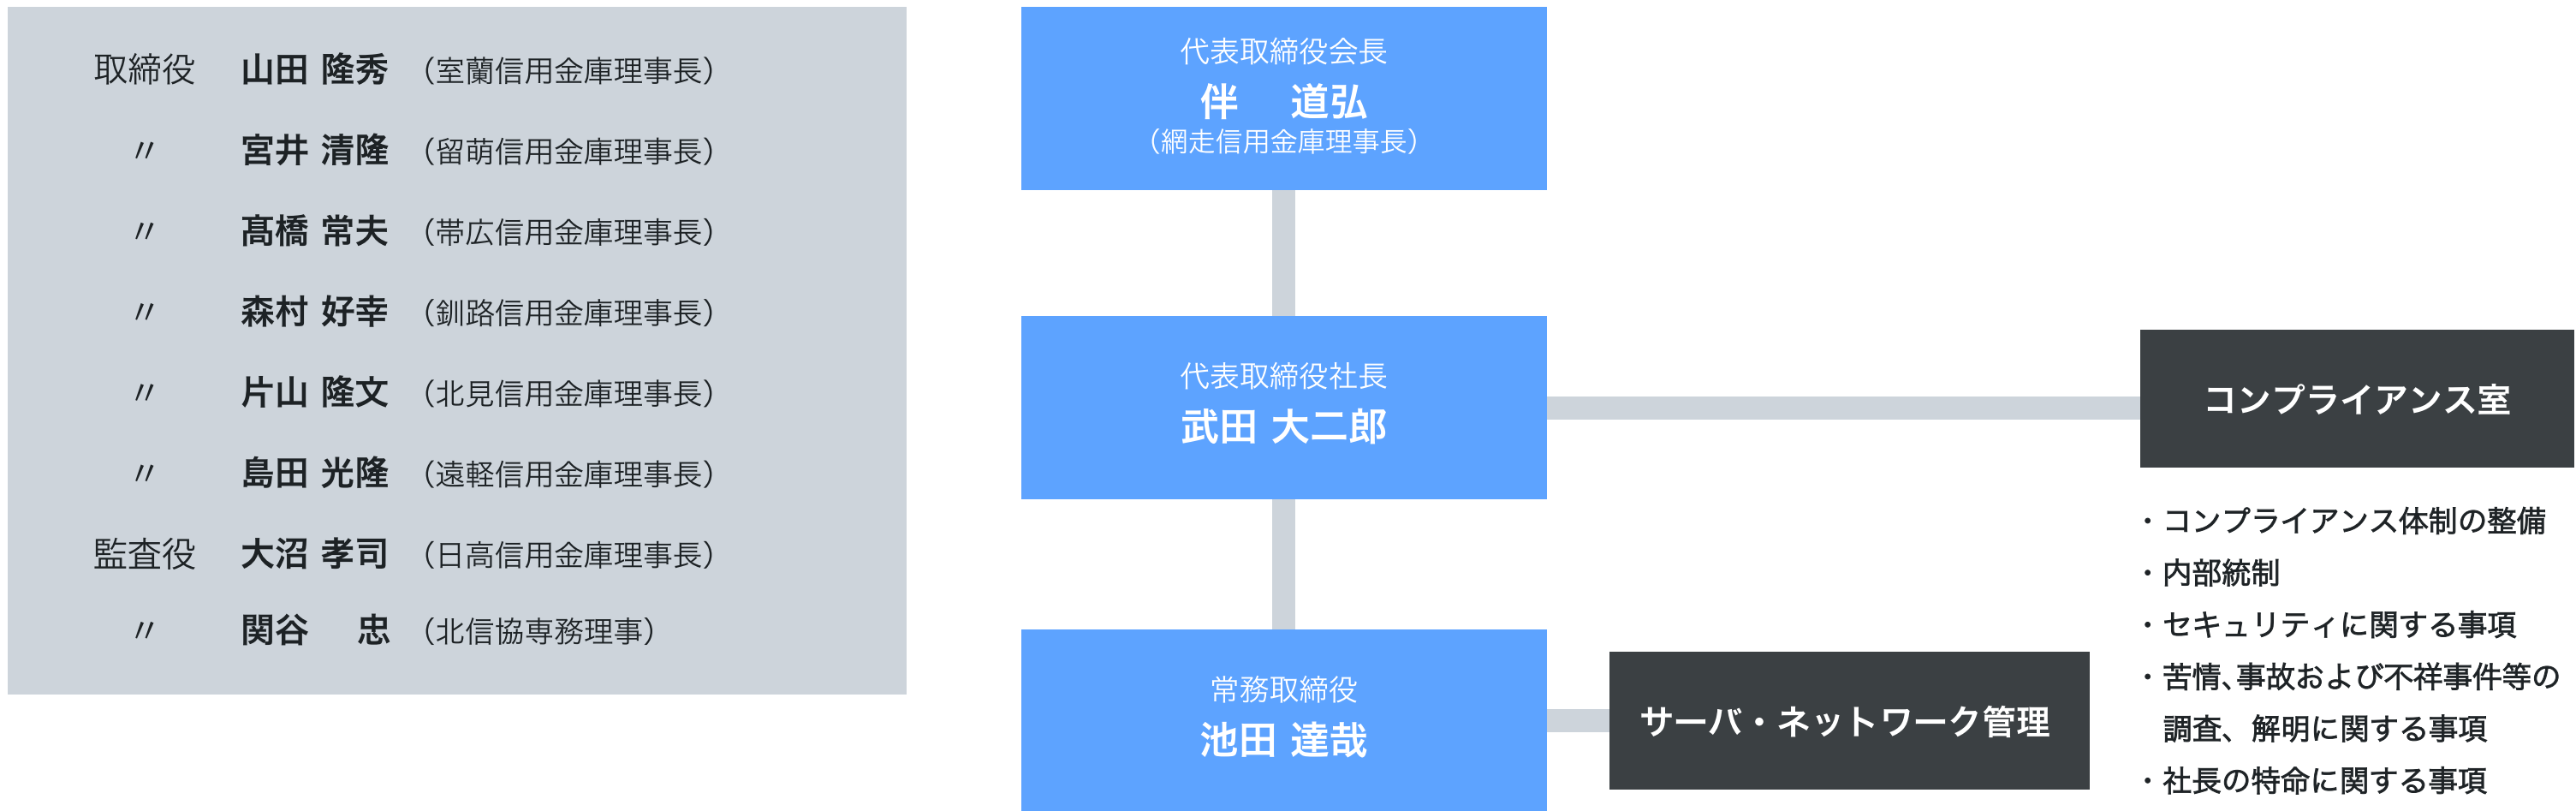 取締役 山田 隆秀 （室蘭信用金庫理事長）
〃 宮井 清隆 （留萌信用金庫理事長）
〃 髙橋 常夫 （帯広信用金庫理事長）
〃 森村 好幸 （釧路信用金庫理事長）
〃 片山 隆文 （北見信用金庫理事長）
〃 島田 光隆 （遠軽信用金庫理事長）
監査役 大沼 孝司 （日高信用金庫理事長）
〃 関谷　忠 （北信協専務理事）
代表取締役会長
伴　道弘
（網走信用金庫理事長）
代表取締役社長
武田 大二郎
常務取締役
池田 達哉
サーバ・ネットワーク管理
コンプライアンス室
・コンプライアンス体制の整備
・内部統制
・セキュリティに関する事項
・苦情、事故および不祥事件等の
調査、解明に関する事項
・社長の特命に関する事項